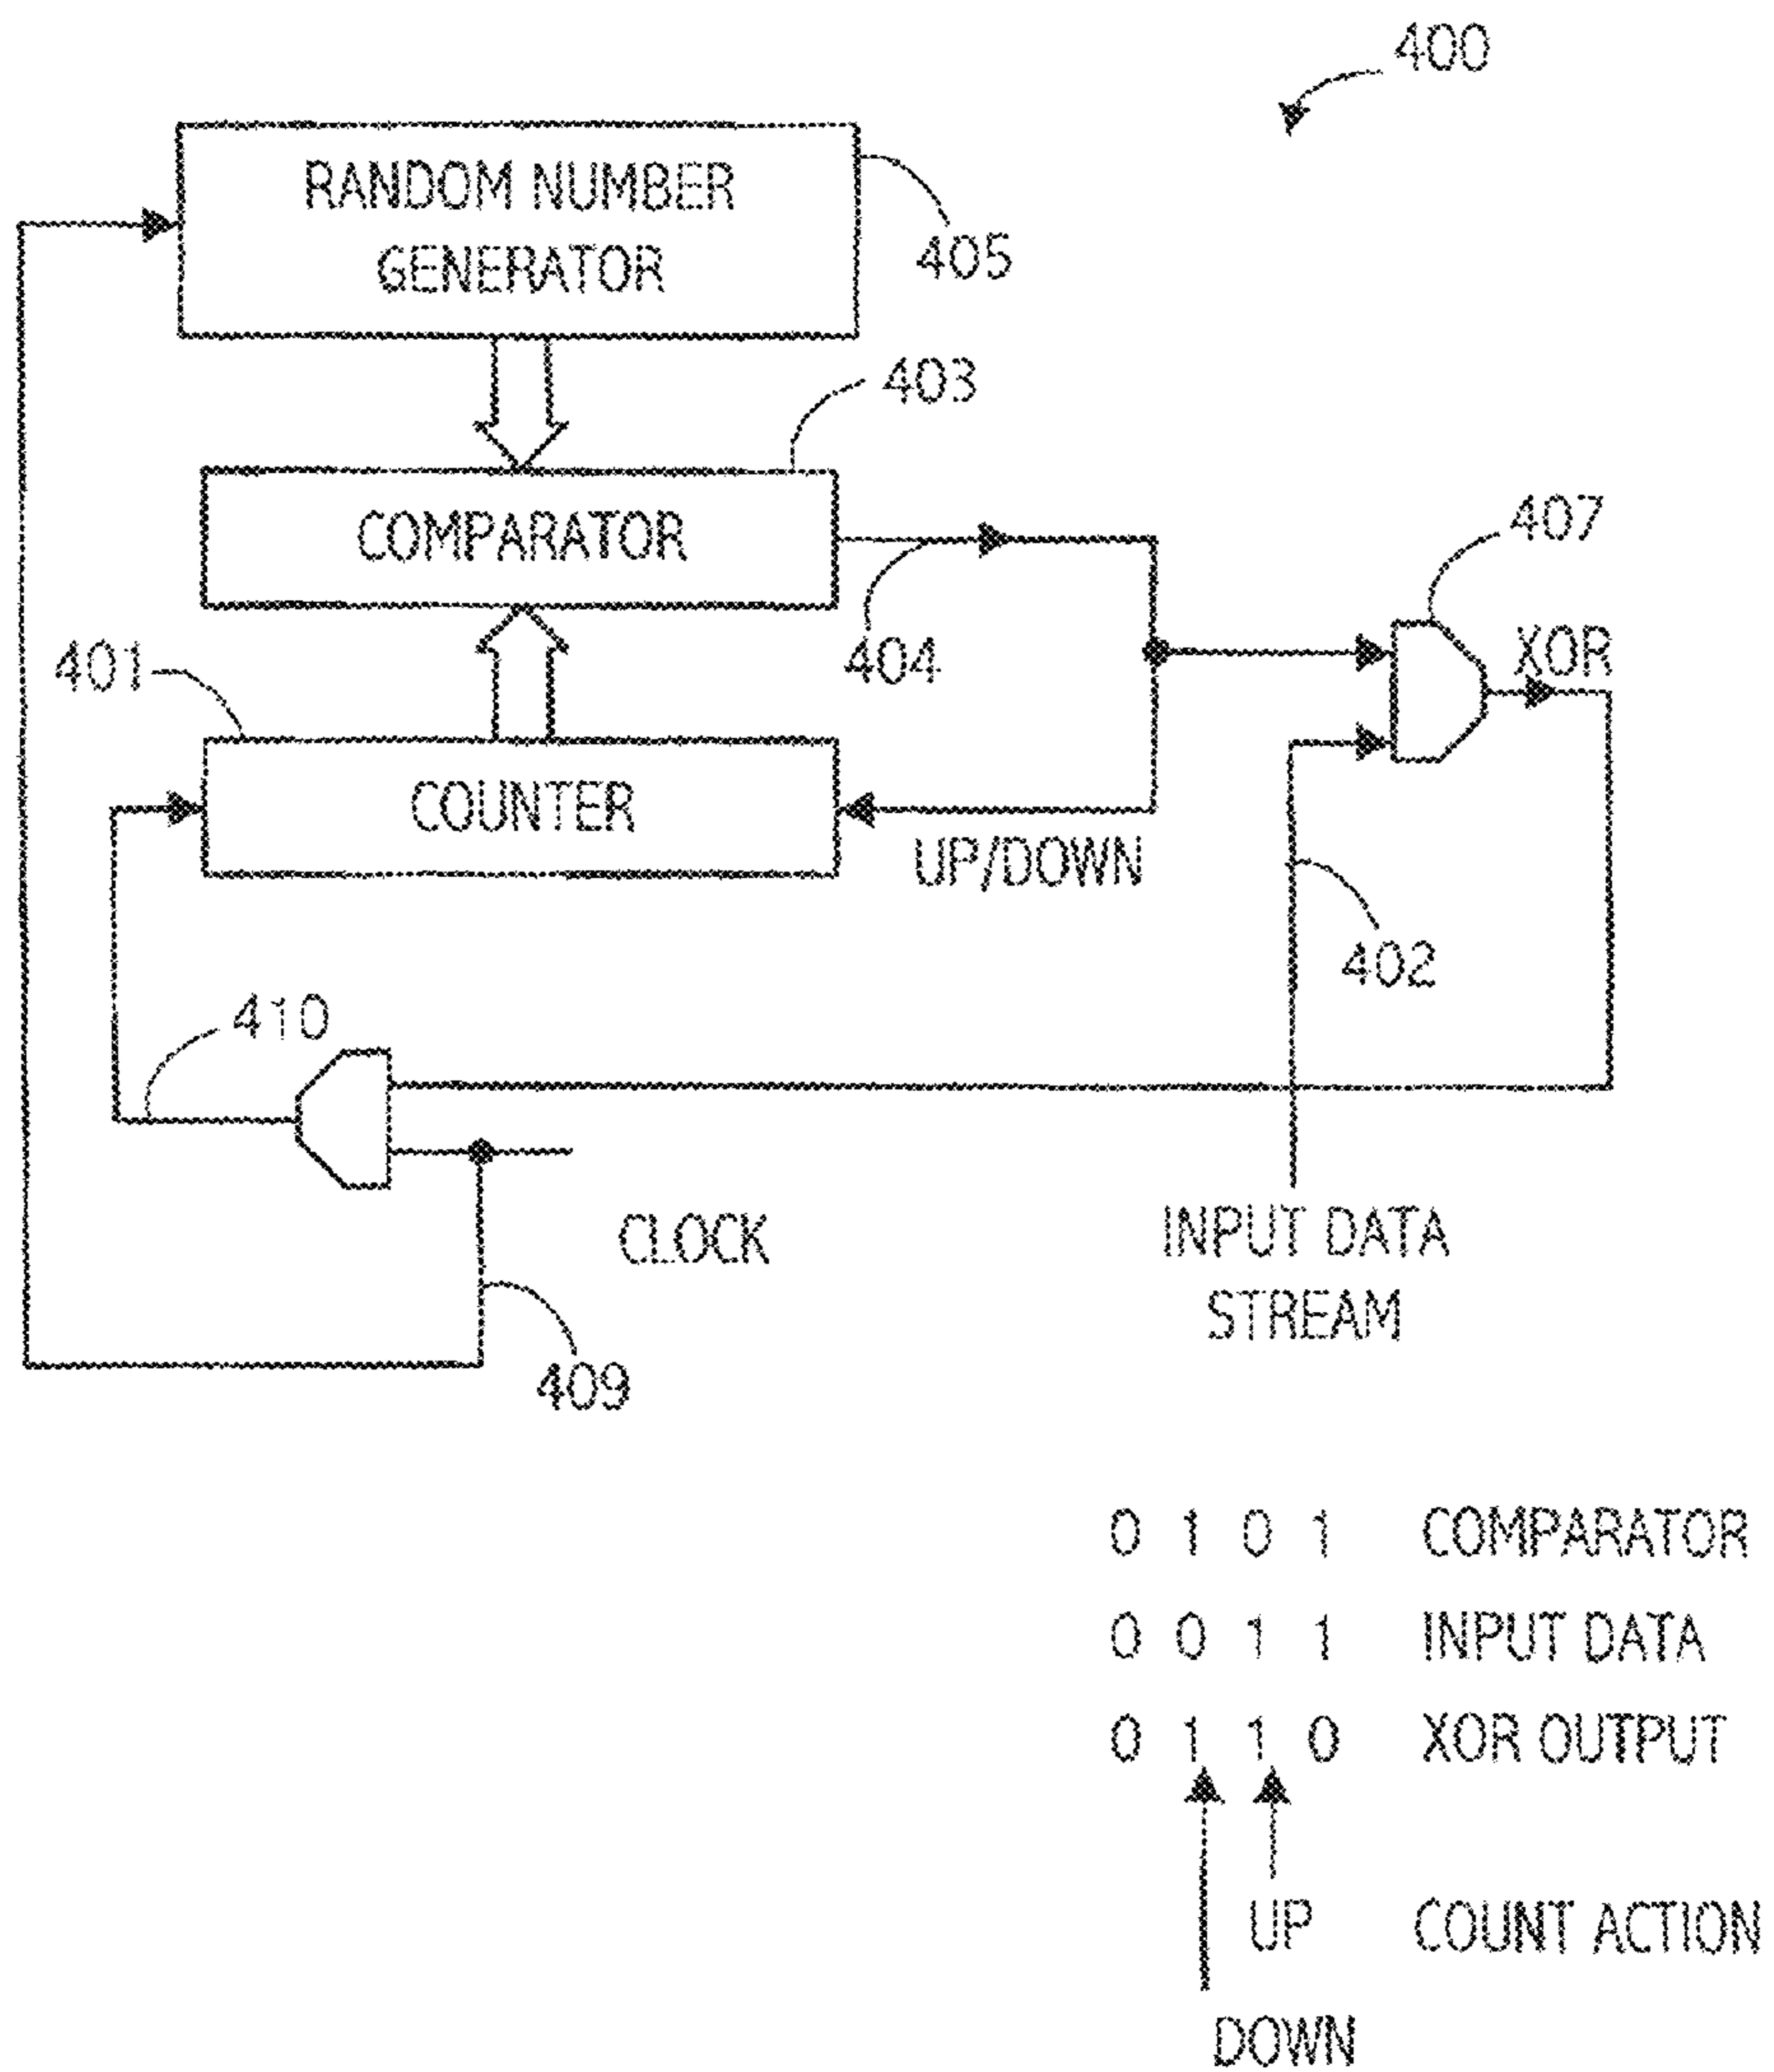 400
RANDOM NUMBER
GENERATOR
405
403
COMPARATOR
404
407
XOR
401
COUNTER
UP/DOWN
402
410
CLOCK
INPUT DATA
STREAM
409
0 1 0 1 COMPARATOR
0 0 1 1 INPUT DATA
0 1 1 0 XOR OUTPUT
UP COUNT ACTION
DOWN